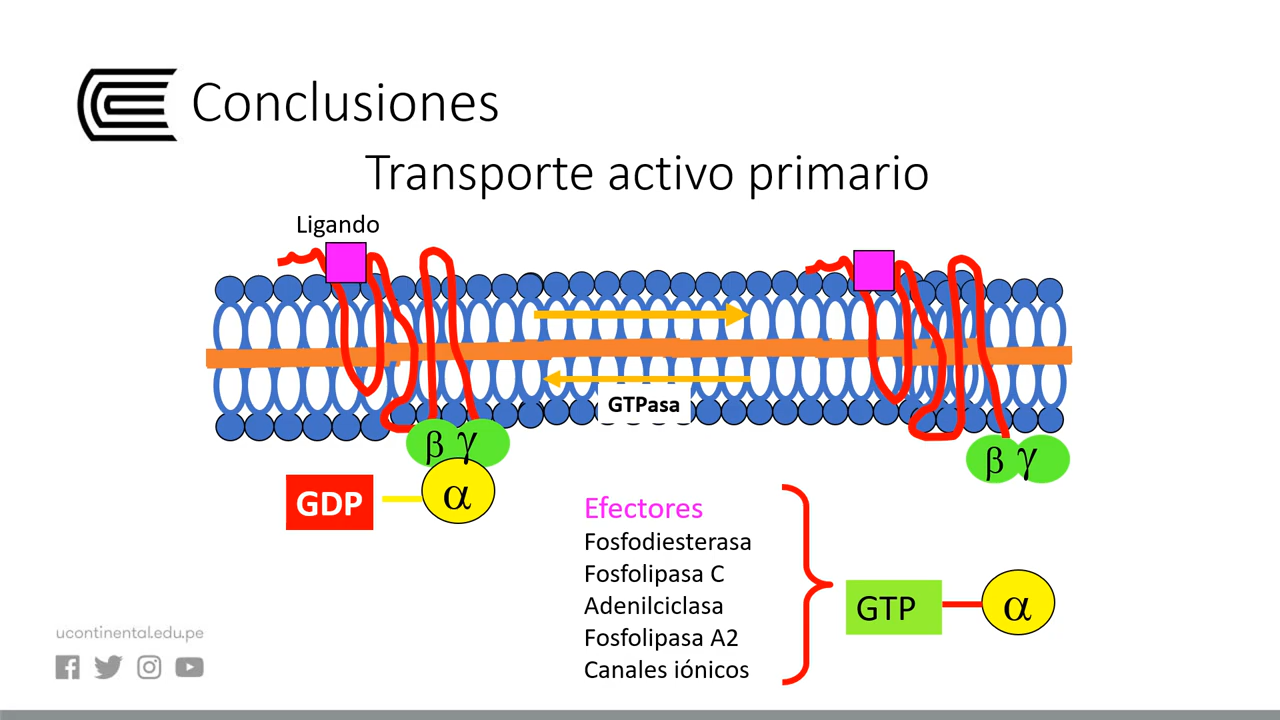 Conclusiones
Transporte activo primario
Ligando
GTPasa
β γ
α
GDP
β γ
Efectores
Fosfodiesterasa
Fosfolipasa C
Adenilciclasa
Fosfolipasa A2
Canales iónicos
GTP
α
ucontinental.edu.pe